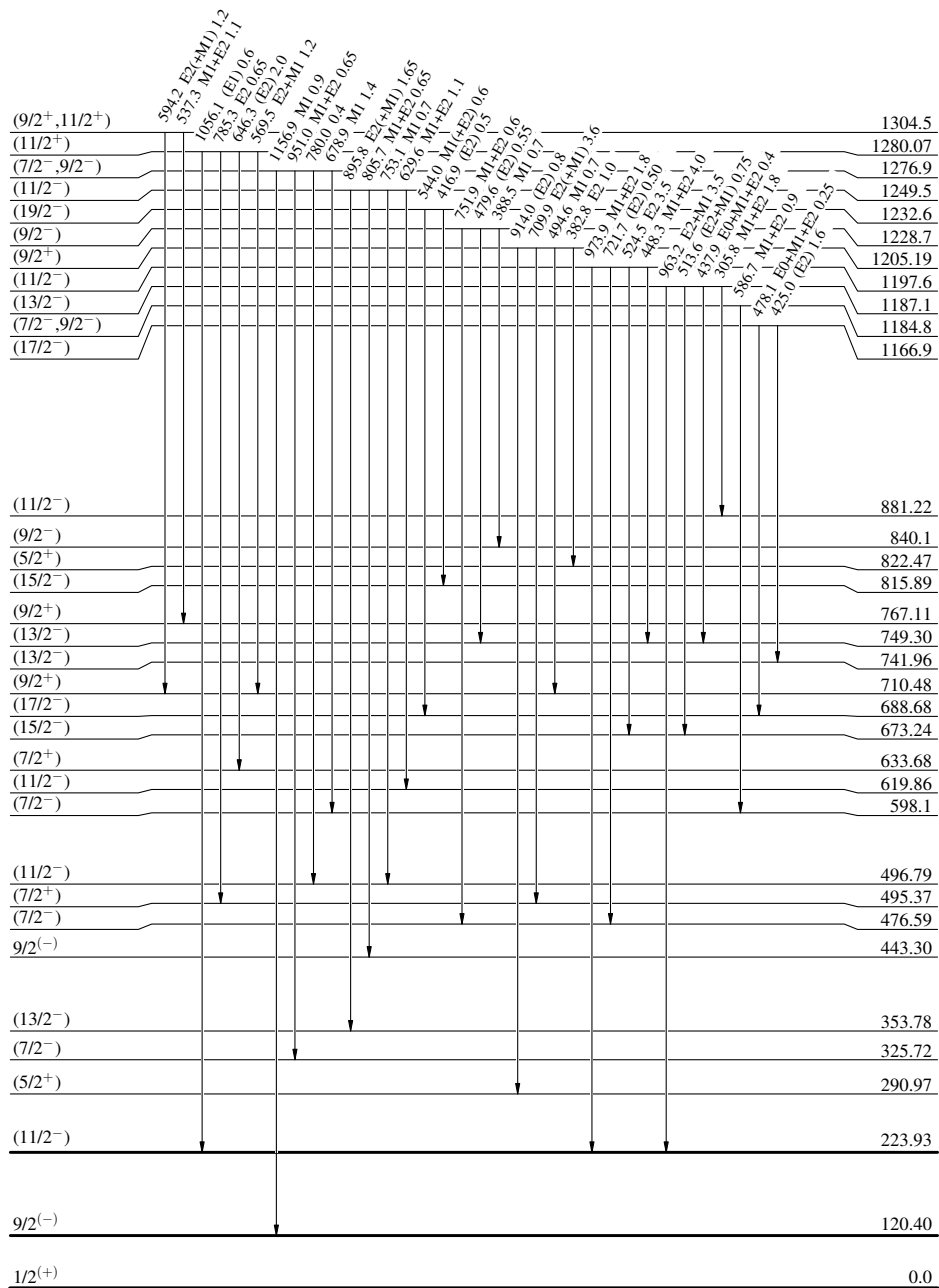 594.2 E2(+M1) 1.2
537.3 M1+E2 1.1
1056.1 (E1) 0.6
785.3 E2 0.65
646.3 (E2) 2.0
569.5 E2+M1 1.2
1156.9 M1 0.9
951.0 M1+E2 0.65
780.0 0.4
678.9 M1 1.4
895.8 E2(+M1) 1.65
805.7 M1+E2 0.65
753.1 M1 0.7
629.6 M1+E2 1.1
544.0 M1(+E2) 0.6
416.9 (E2) 0.5
751.9 M1+E2 0.6
479.6 (E2) 0.55
388.5 M1 0.7
914.0 (E2) 0.8
709.9 E2(+M1) 3.6
494.6 M1 0.7
382.8 E2 1.0
973.9 M1+E2 1.8
721.7 (E2) 0.50
524.5 E2 3.5
448.3 M1+E2 4.0
963.2 E2+M1 3.5
513.6 (E2+M1) 0.75
437.9 E0+M1+E2 0.4
305.8 M1+E2 1.8
586.7 M1+E2 0.9
478.1 E0+M1+E2 0.25
425.0 (E2) 1.6
(9/2⁺,11/2⁺) 1304.5
(11/2⁺) 1280.07
(7/2⁻,9/2⁻) 1276.9
(11/2⁻) 1249.5
(19/2⁻) 1232.6
(9/2⁻) 1228.7
(9/2⁺) 1205.19
(11/2⁻) 1197.6
(13/2⁻) 1187.1
(7/2⁻,9/2⁻) 1184.8
(17/2⁻) 1166.9
(11/2⁻) 881.22
(9/2⁻) 840.1
(5/2⁺) 822.47
(15/2⁻) 815.89
(9/2⁺) 767.11
(13/2⁻) 749.30
(13/2⁻) 741.96
(9/2⁺) 710.48
(17/2⁻) 688.68
(15/2⁻) 673.24
(7/2⁺) 633.68
(11/2⁻) 619.86
(7/2⁻) 598.1
(11/2⁻) 496.79
(7/2⁺) 495.37
(7/2⁻) 476.59
9/2⁽⁻⁾ 443.30
(13/2⁻) 353.78
(7/2⁻) 325.72
(5/2⁺) 290.97
(11/2⁻) 223.93
9/2⁽⁻⁾ 120.40
1/2⁽⁺⁾ 0.0